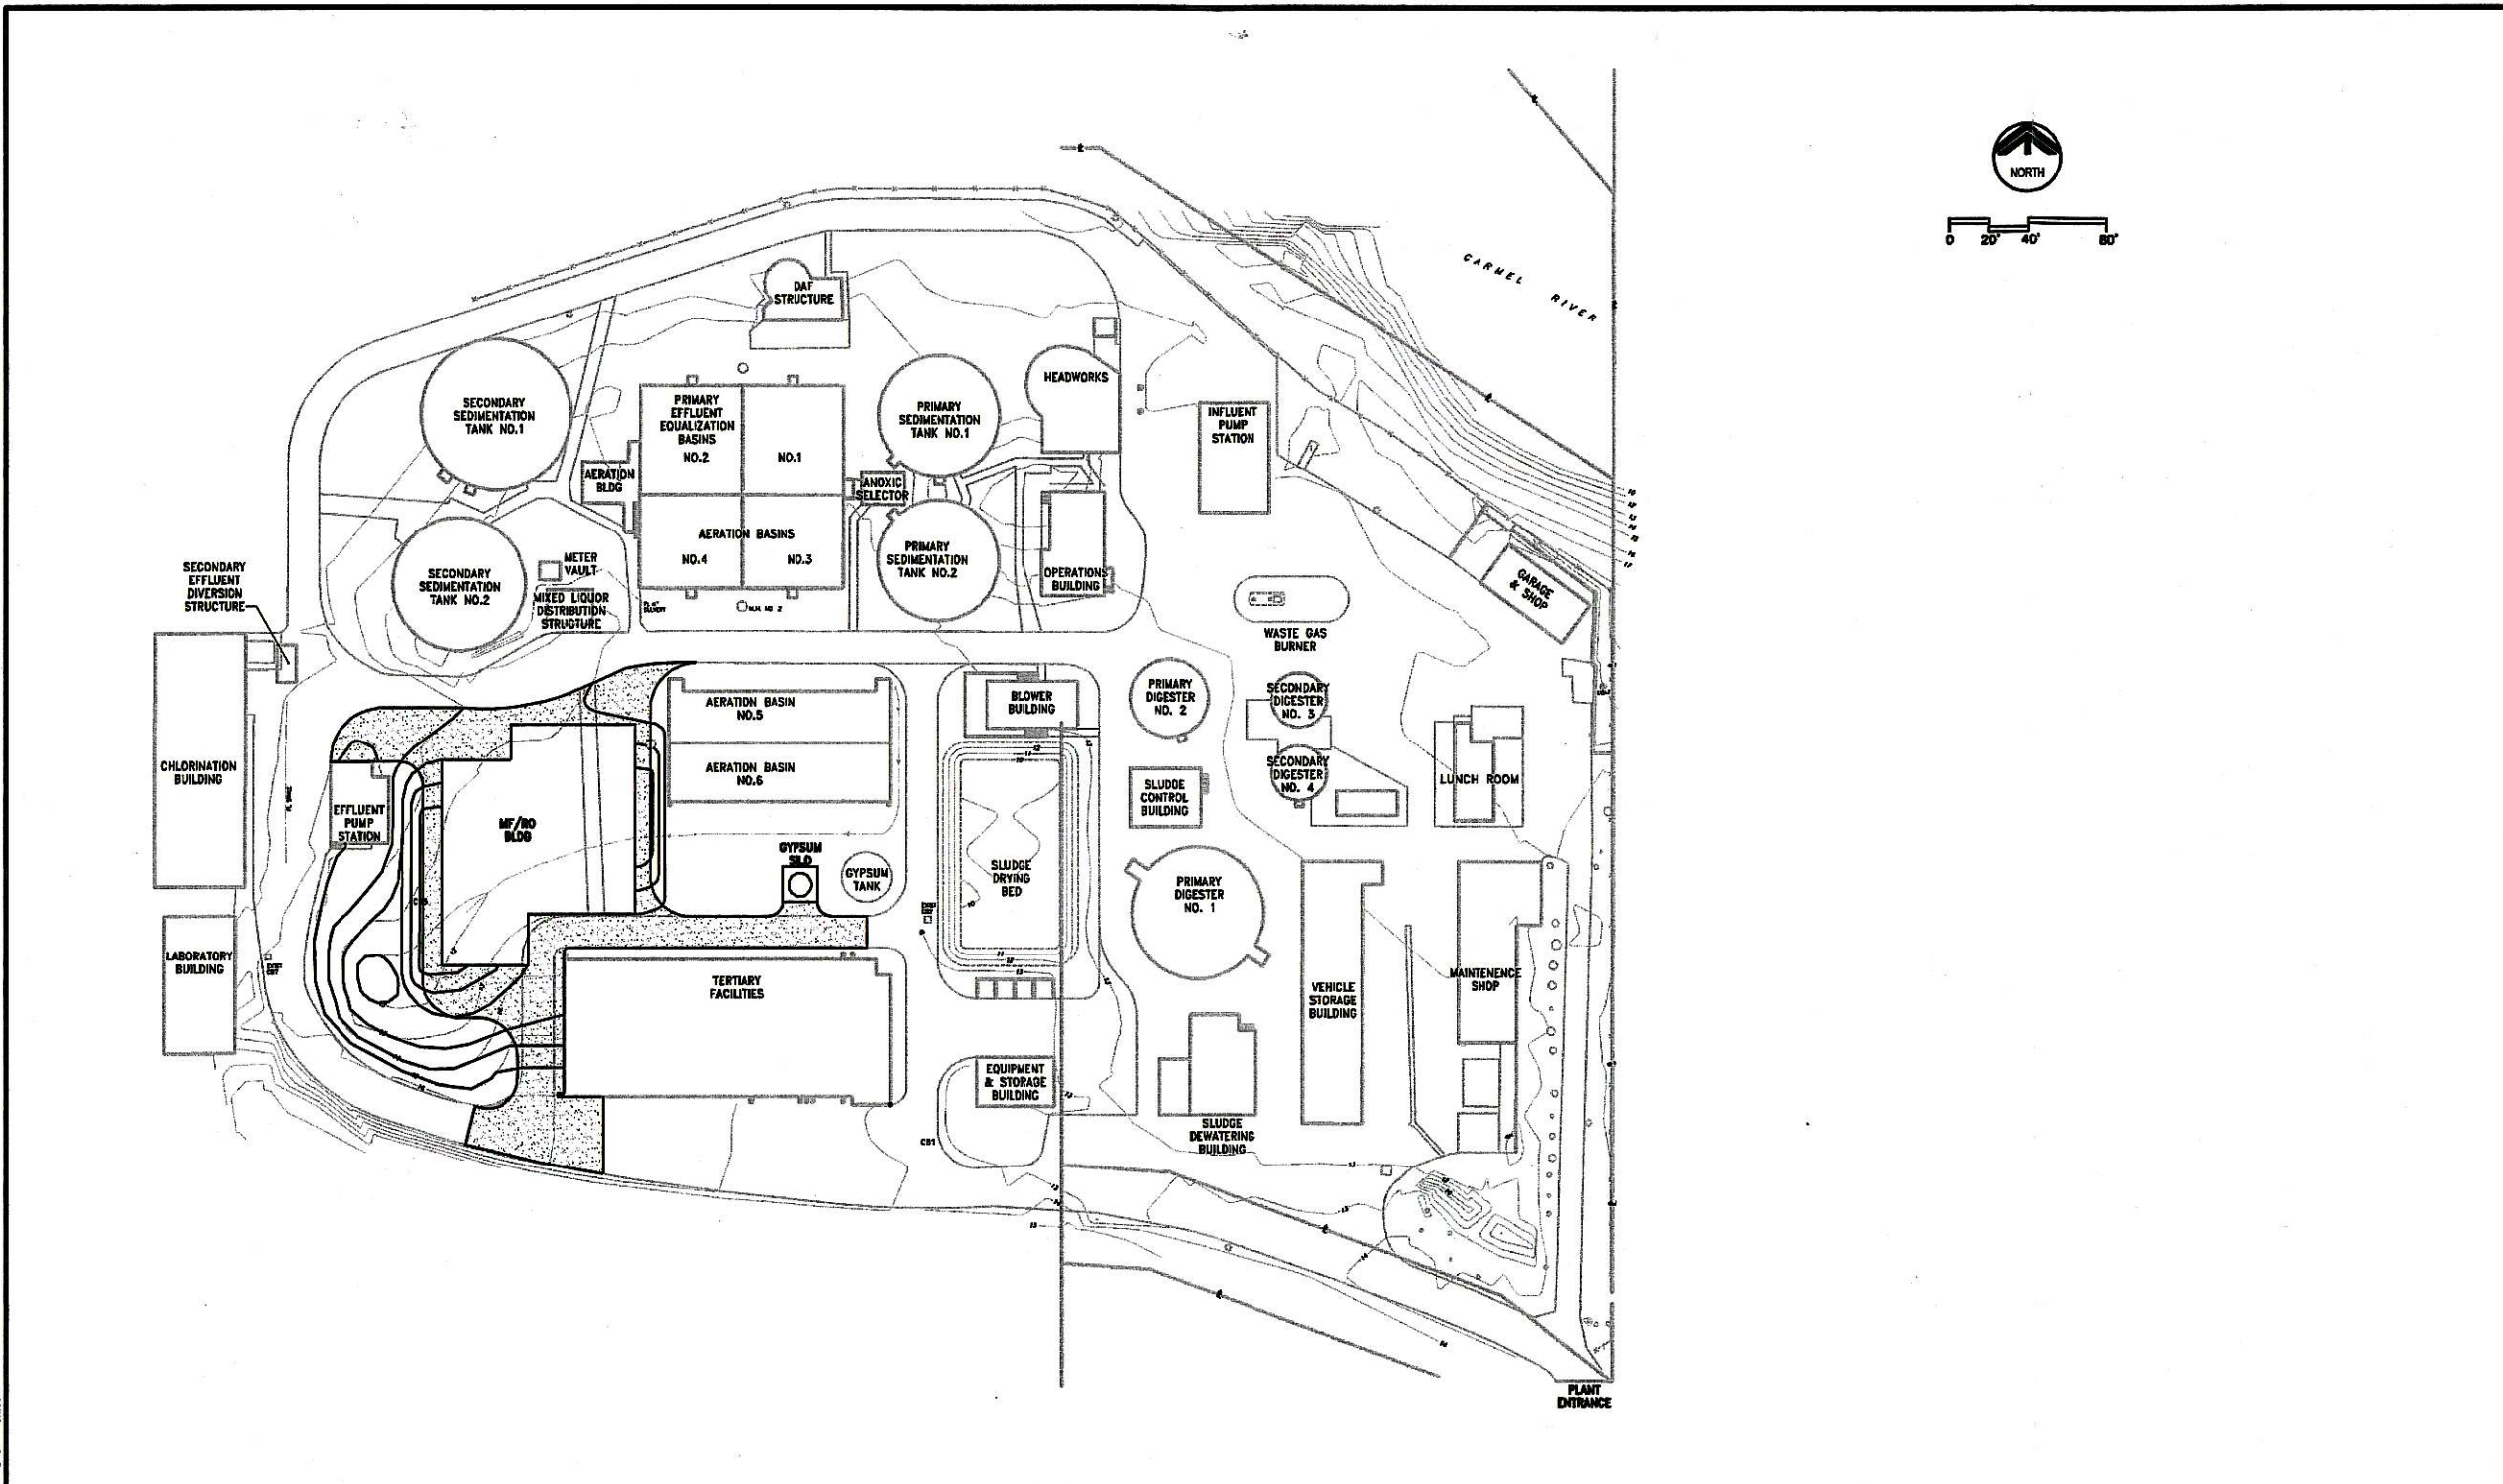 NORTH
0 20' 40' 80'
CARMEL RIVER
DAF
STRUCTURE
HEADWORKS
SECONDARY
SEDIMENTATION
TANK NO.1
PRIMARY
EFFLUENT
EQUALIZATION
BASINS
NO.2
NO.1
PRIMARY
SEDIMENTATION
TANK NO.1
INFLUENT
PUMP
STATION
AERATION
BLDG
ANOXIC
SELECTOR
AERATION BASINS
NO.4
NO.3
PRIMARY
SEDIMENTATION
TANK NO.2
OPERATIONS
BUILDING
SECONDARY
EFFLUENT
DIVERSION
STRUCTURE
SECONDARY
SEDIMENTATION
TANK NO.2
METER
VAULT
MIXED LIQUOR
DISTRIBUTION
STRUCTURE
M.H. NO 2
GARAGE
& SHOP
WASTE GAS
BURNER
CHLORINATION
BUILDING
AERATION BASIN
NO.5
AERATION BASIN
NO.6
BLOWER
BUILDING
PRIMARY
DIGESTER
NO. 2
SECONDARY
DIGESTER
NO. 3
SECONDARY
DIGESTER
NO. 4
LUNCH ROOM
EFFLUENT
PUMP
STATION
MF/RO
BLDG
SLUDGE
CONTROL
BUILDING
GYPSUM
SILO
GYPSUM
TANK
SLUDGE
DRYING
BED
PRIMARY
DIGESTER
NO. 1
LABORATORY
BUILDING
TERTIARY
FACILITIES
VEHICLE
STORAGE
BUILDING
MAINTENENCE
SHOP
EQUIPMENT
& STORAGE
BUILDING
CB1
SLUDGE
DEWATERING
BUILDING
PLANT
ENTRANCE